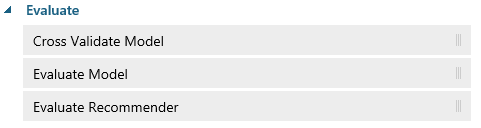 Evaluate
Cross Validate Model
Evaluate Model
Evaluate Recommender